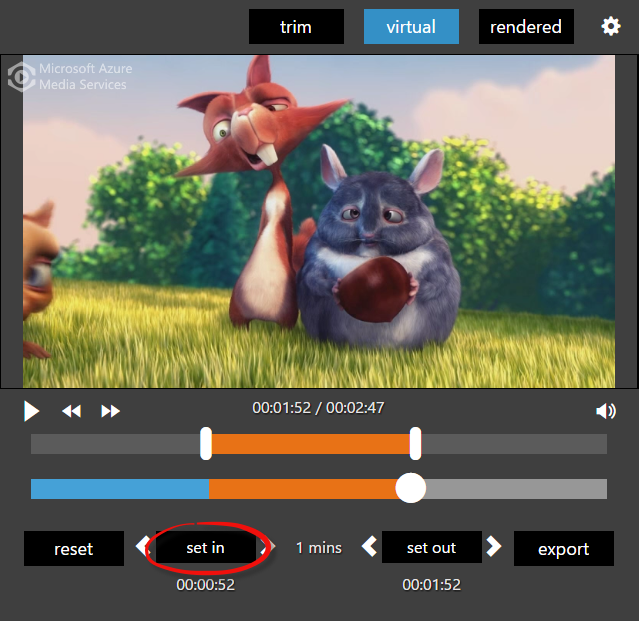 trim virtual rendered
Microsoft Azure
Media Services
00:01:52 / 00:02:47
reset set in 1 mins set out export
00:00:52 00:01:52